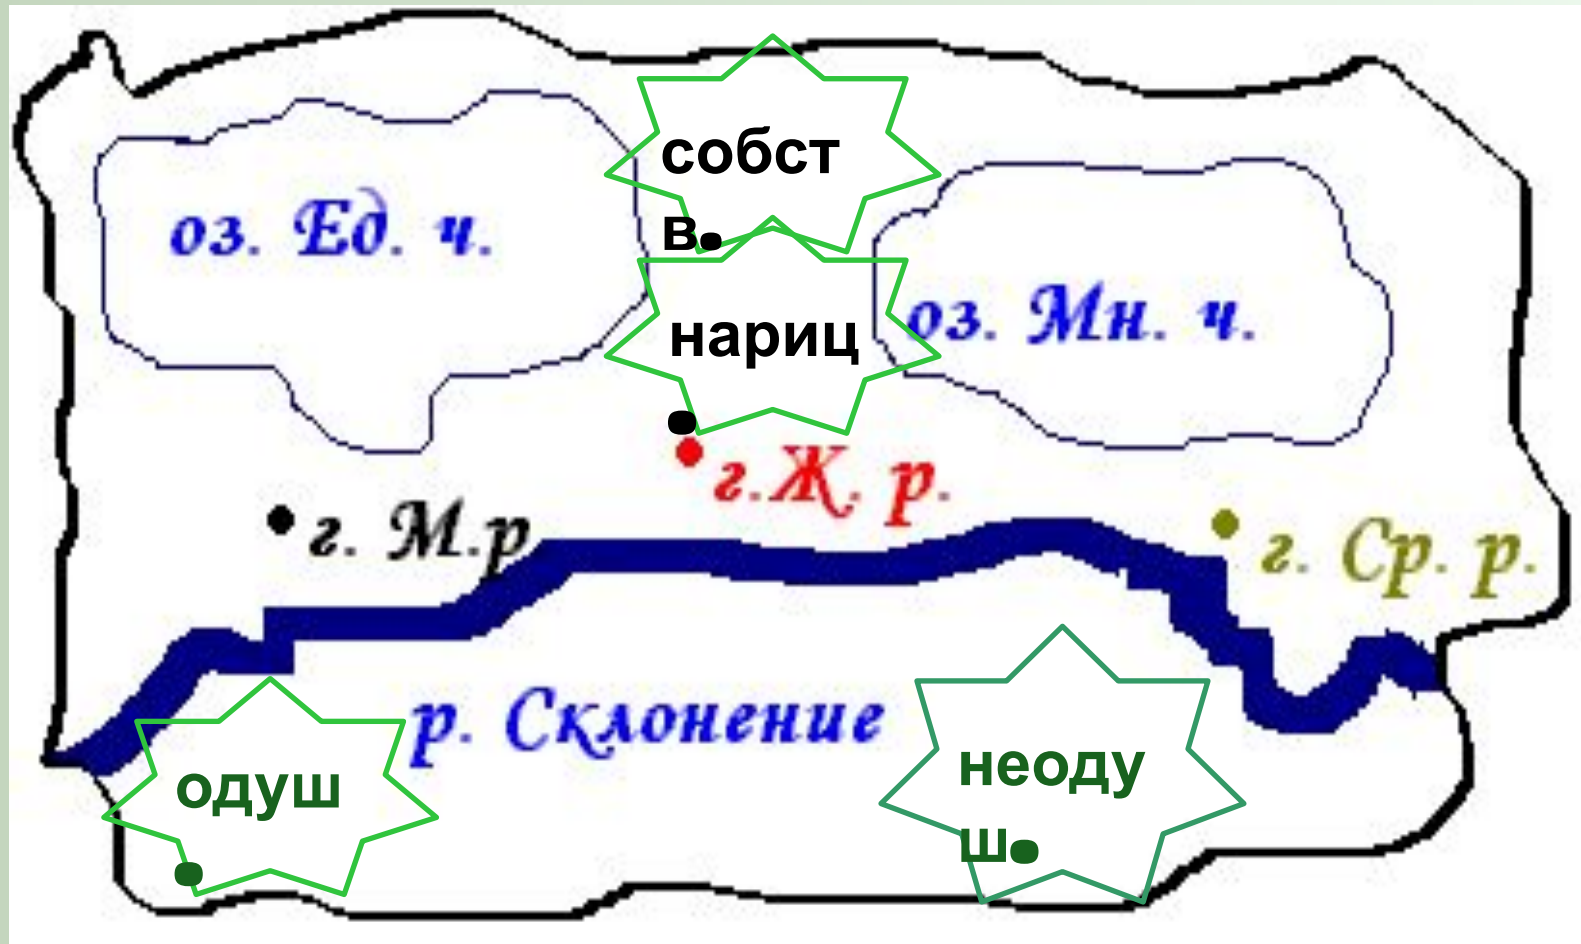 собст
в.
оз. Ед. ч.
нариц
.
оз. Мн. ч.
г. М.р
г.Ж. р.
г. Ср. р.
р. Склонение
одуш
.
неоду
ш.